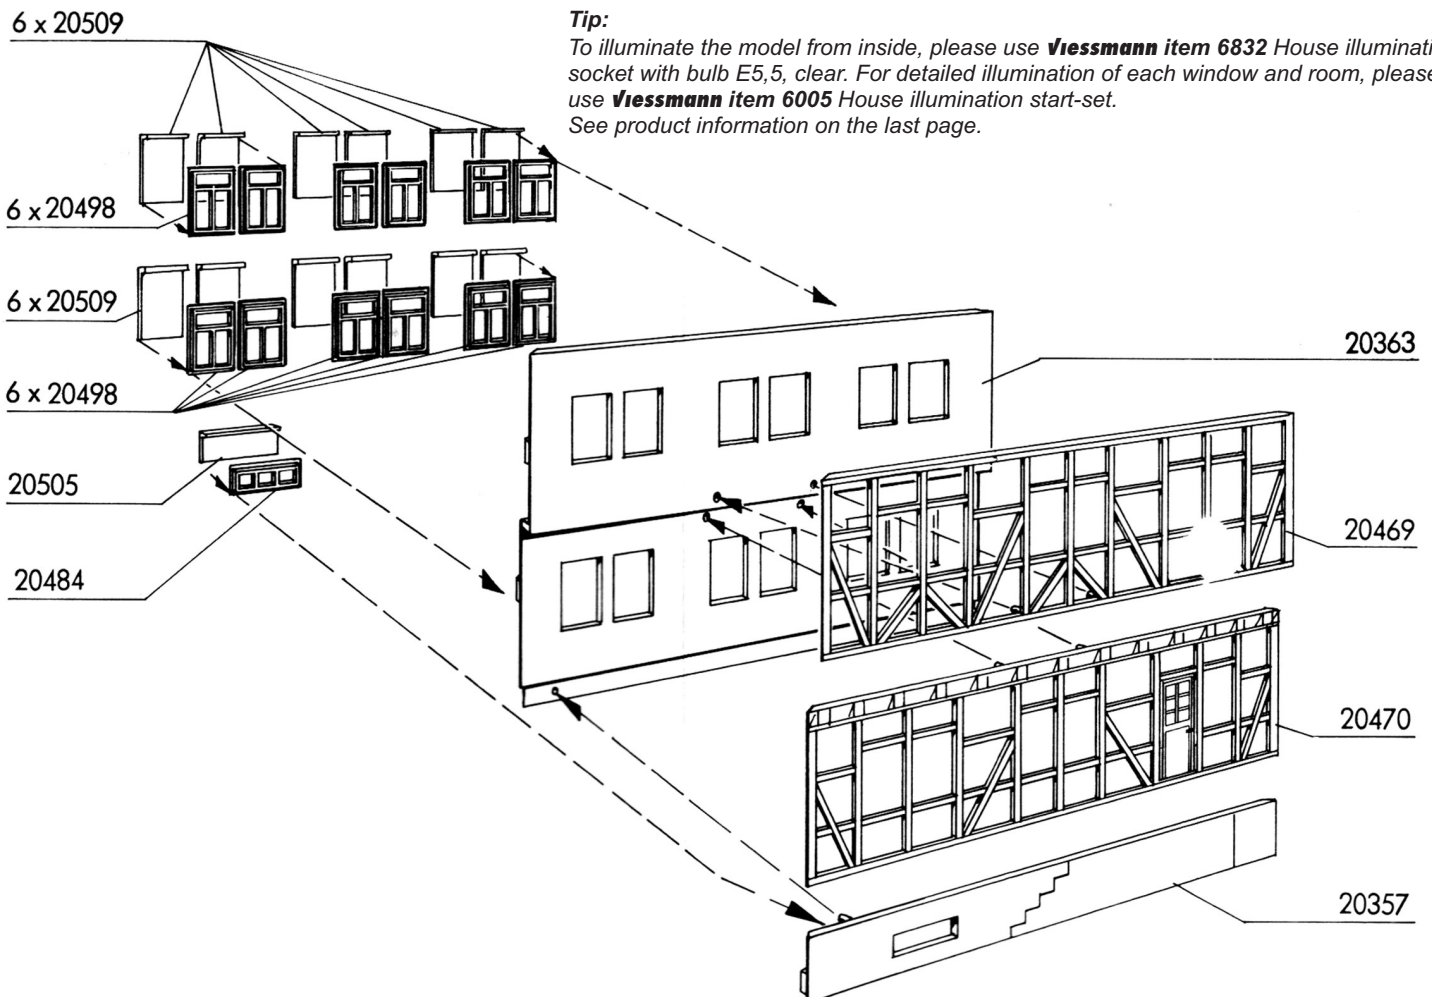 6 x 20509
Tip:
To illuminate the model from inside, please use Viessmann item 6832 House illuminati
socket with bulb E5,5, clear. For detailed illumination of each window and room, please
use Viessmann item 6005 House illumination start-set.
See product information on the last page.
6 x 20498
6 x 20509
20363
6 x 20498
20505
20469
20484
20470
20357